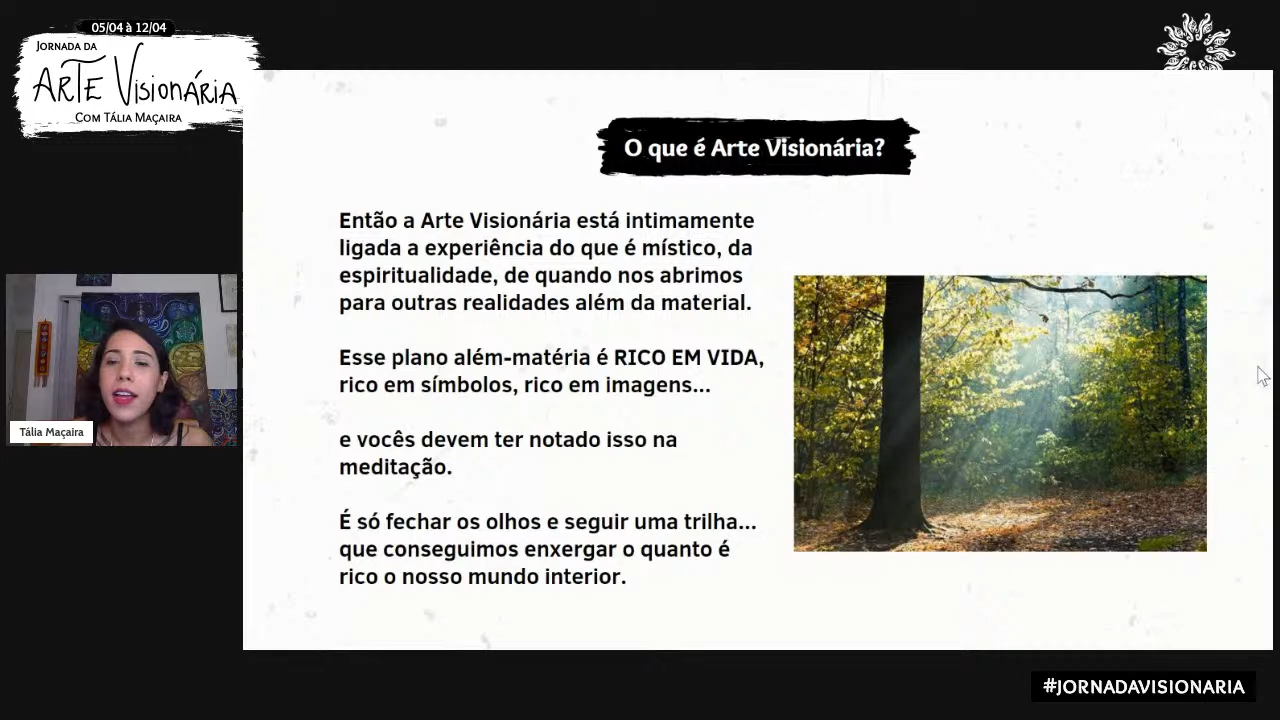 05/04 à 12/04
JORNADA DA
ARTE VISIONÁRIA
COM TÁLIA MAÇAIRA
O que é Arte Visionária?
Então a Arte Visionária está intimamente
ligada a experiência do que é místico, da
espiritualidade, de quando nos abrimos
para outras realidades além da material.
Esse plano além-matéria é RICO EM VIDA,
rico em símbolos, rico em imagens...
e vocês devem ter notado isso na
meditação.
É só fechar os olhos e seguir uma trilha...
que conseguimos enxergar o quanto é
rico o nosso mundo interior.
Tália Maçaira
#JORNADAVISIONARIA